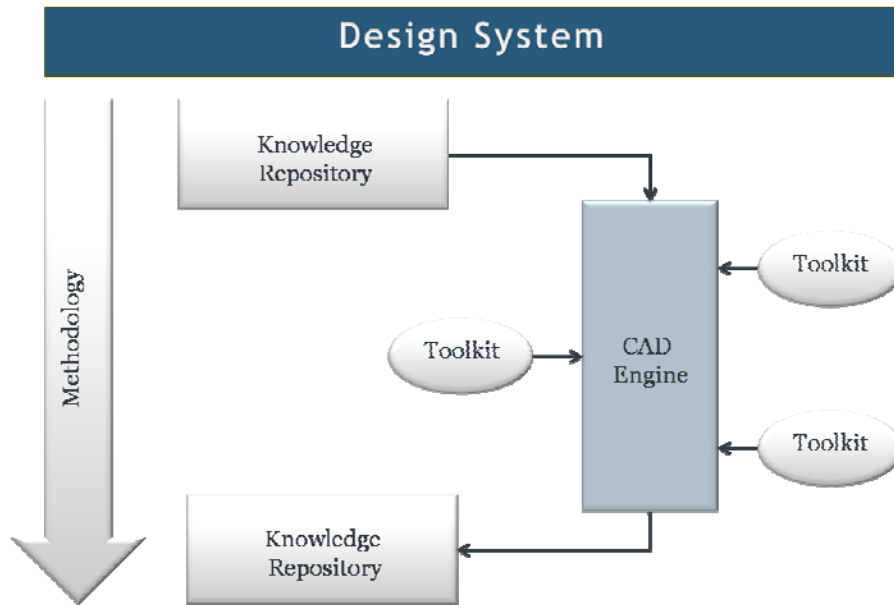 Design System
Knowledge
Repository
Toolkit
Toolkit
CAD
Engine
Methodology
Toolkit
Knowledge
Repository